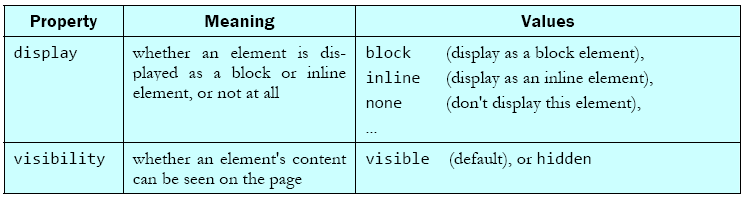 Property Meaning Values
display whether an element is dis- block (display as a block element),
played as a block or inline inline (display as an inline element),
element, or not at all none (don't display this element),
...
visibility whether an element's content visible (default), or hidden
can be seen on the page